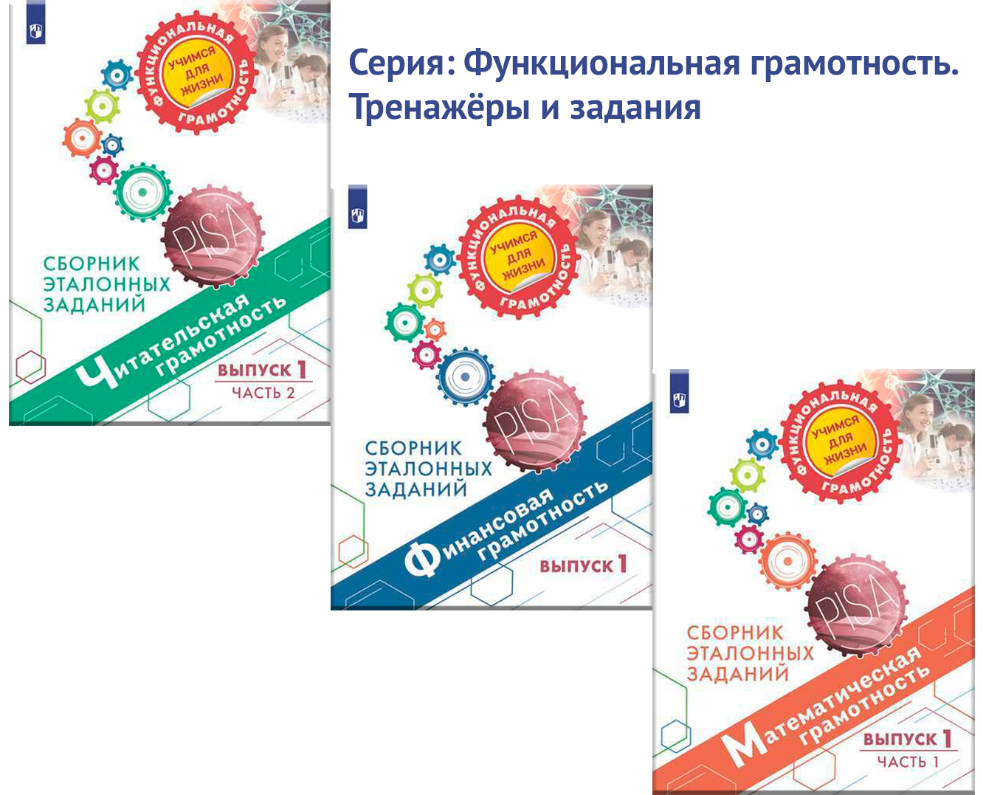 Серия: Функциональная грамотность.
Тренажёры и задания
ФУНКЦИОНАЛЬНАЯ
ГРАМОТНОСТЬ
УЧИМСЯ
ДЛЯ
ЖИЗНИ
PISA
СБОРНИК
ЭТАЛОННЫХ
ЗАДАНИЙ
Читательская
грамотность
ВЫПУСК 1
ЧАСТЬ 2
ФУНКЦИОНАЛЬНАЯ
ГРАМОТНОСТЬ
УЧИМСЯ
ДЛЯ
ЖИЗНИ
PISA
СБОРНИК
ЭТАЛОННЫХ
ЗАДАНИЙ
Финансовая
грамотность
ВЫПУСК 1
ФУНКЦИОНАЛЬНАЯ
ГРАМОТНОСТЬ
УЧИМСЯ
ДЛЯ
ЖИЗНИ
PISA
СБОРНИК
ЭТАЛОННЫХ
ЗАДАНИЙ
Математическая
грамотность
ВЫПУСК 1
ЧАСТЬ 1